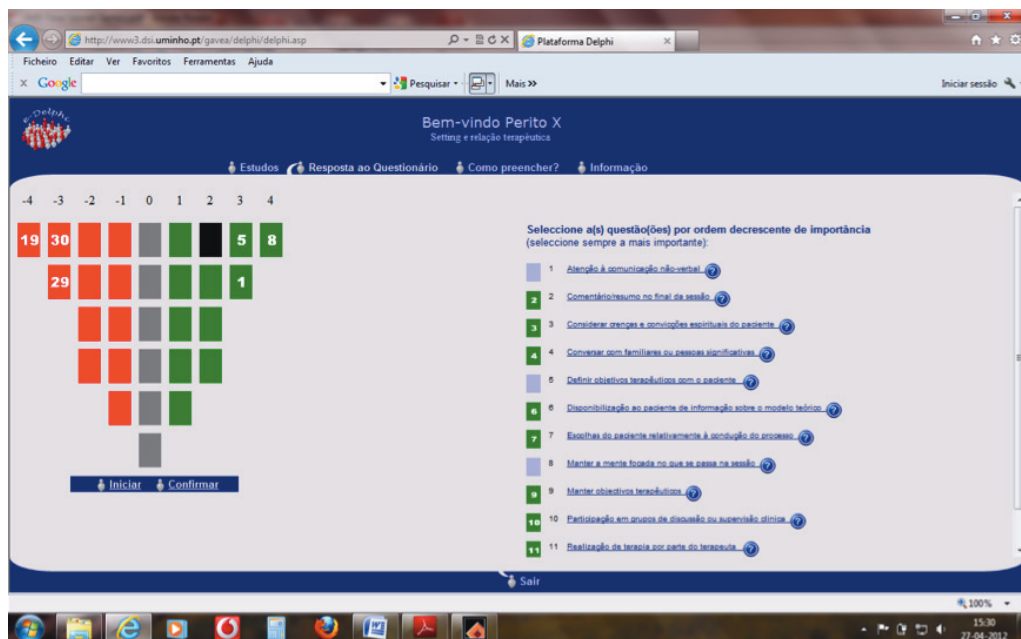 http://www3.dsi.uminho.pt/gavea/delphi/delphi.asp
Plataforma Delphi
Ficheiro Editar Ver Favoritos Ferramentas Ajuda
x Google Pesquisar Mais >> Iniciar sessão
e-Delphi
Bem-vindo Perito X
Setting e relação terapêutica
Estudos Resposta ao Questionário Como preencher? Informação
-4 -3 -2 -1 0 1 2 3 4
19 30 5 8
29 1
Iniciar Confirmar
Seleccione a(s) questão(ões) por ordem decrescente de importância
(seleccione sempre a mais importante):
1 Atenção à comunicação não-verbal ?
2 2 Comentário/resumo no final da sessão ?
3 3 Considerar crenças e convicções espirituais do paciente ?
4 4 Conversar com familiares ou pessoas significativas ?
5 Definir objetivos terapêuticos com o paciente ?
6 6 Disponibilização ao paciente de informação sobre o modelo teórico ?
7 7 Escolhas do paciente relativamente à condução do processo ?
8 Manter a mente focada no que se passa na sessão ?
9 9 Manter objectivos terapêuticos ?
10 10 Participação em grupos de discussão ou supervisão clínica ?
11 11 Realização de terapia por parte do terapeuta ?
Sair
100%
15:30
27-04-2012